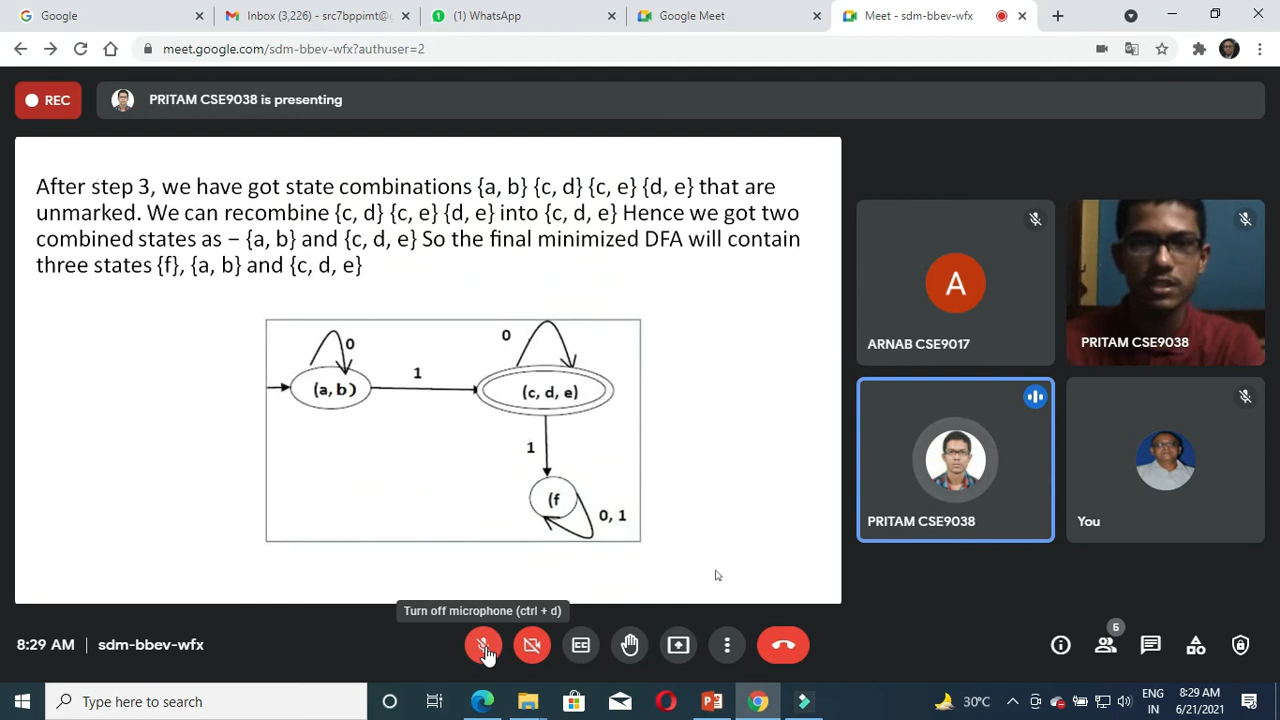 Google
Inbox (3,226) - src7bppimt@g
(1) WhatsApp
Google Meet
Meet - sdm-bbev-wfx
meet.google.com/sdm-bbev-wfx?authuser=2
REC
PRITAM CSE9038 is presenting
After step 3, we have got state combinations {a, b} {c, d} {c, e} {d, e} that are
unmarked. We can recombine {c, d} {c, e} {d, e} into {c, d, e} Hence we got two
combined states as − {a, b} and {c, d, e} So the final minimized DFA will contain
three states {f}, {a, b} and {c, d, e}
0
0
1
(a, b)
(c, d, e)
1
(f
0, 1
A
ARNAB CSE9017
PRITAM CSE9038
PRITAM CSE9038
You
Turn off microphone (ctrl + d)
8:29 AM | sdm-bbev-wfx
CC
5
Type here to search
30°C
ENG
IN
8:29 AM
6/21/2021